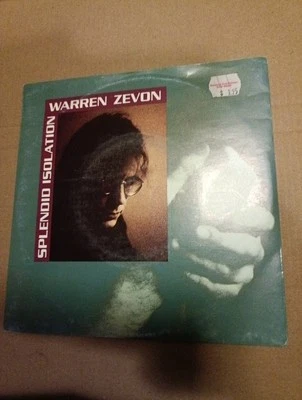 WARREN ZEVON
SPLENDID ISOLATION